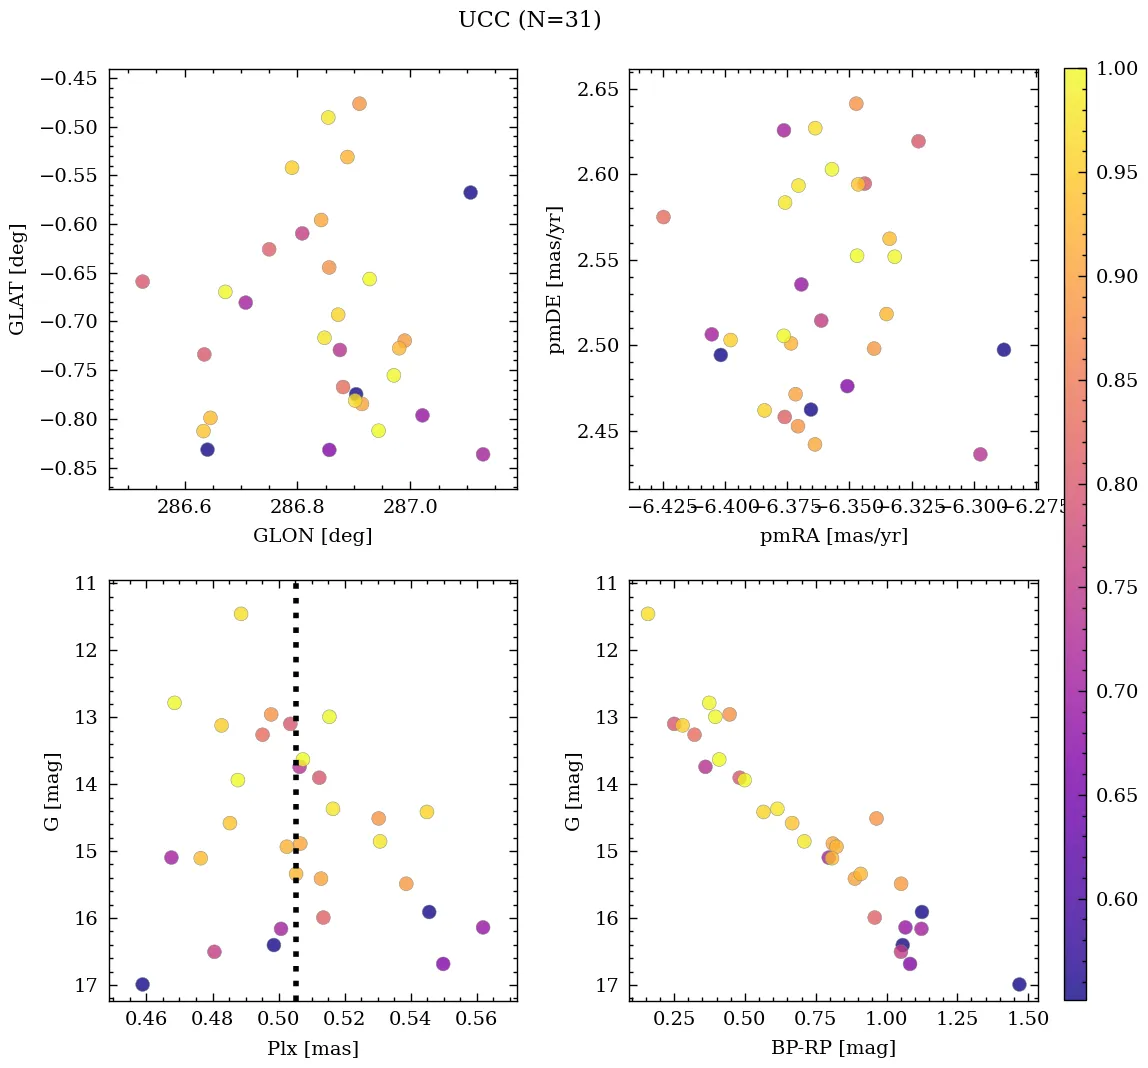 UCC (N=31)
−0.45
−0.50
−0.55
−0.60
−0.65
−0.70
−0.75
−0.80
−0.85
GLAT [deg]
286.6 286.8 287.0
GLON [deg]
2.65
2.60
2.55
2.50
2.45
pmDE [mas/yr]
−6.425 −6.400 −6.375 −6.350 −6.325 −6.300 −6.275
pmRA [mas/yr]
11
12
13
14
15
16
17
G [mag]
0.46 0.48 0.50 0.52 0.54 0.56
Plx [mas]
11
12
13
14
15
16
17
G [mag]
0.25 0.50 0.75 1.00 1.25 1.50
BP-RP [mag]
1.00
0.95
0.90
0.85
0.80
0.75
0.70
0.65
0.60